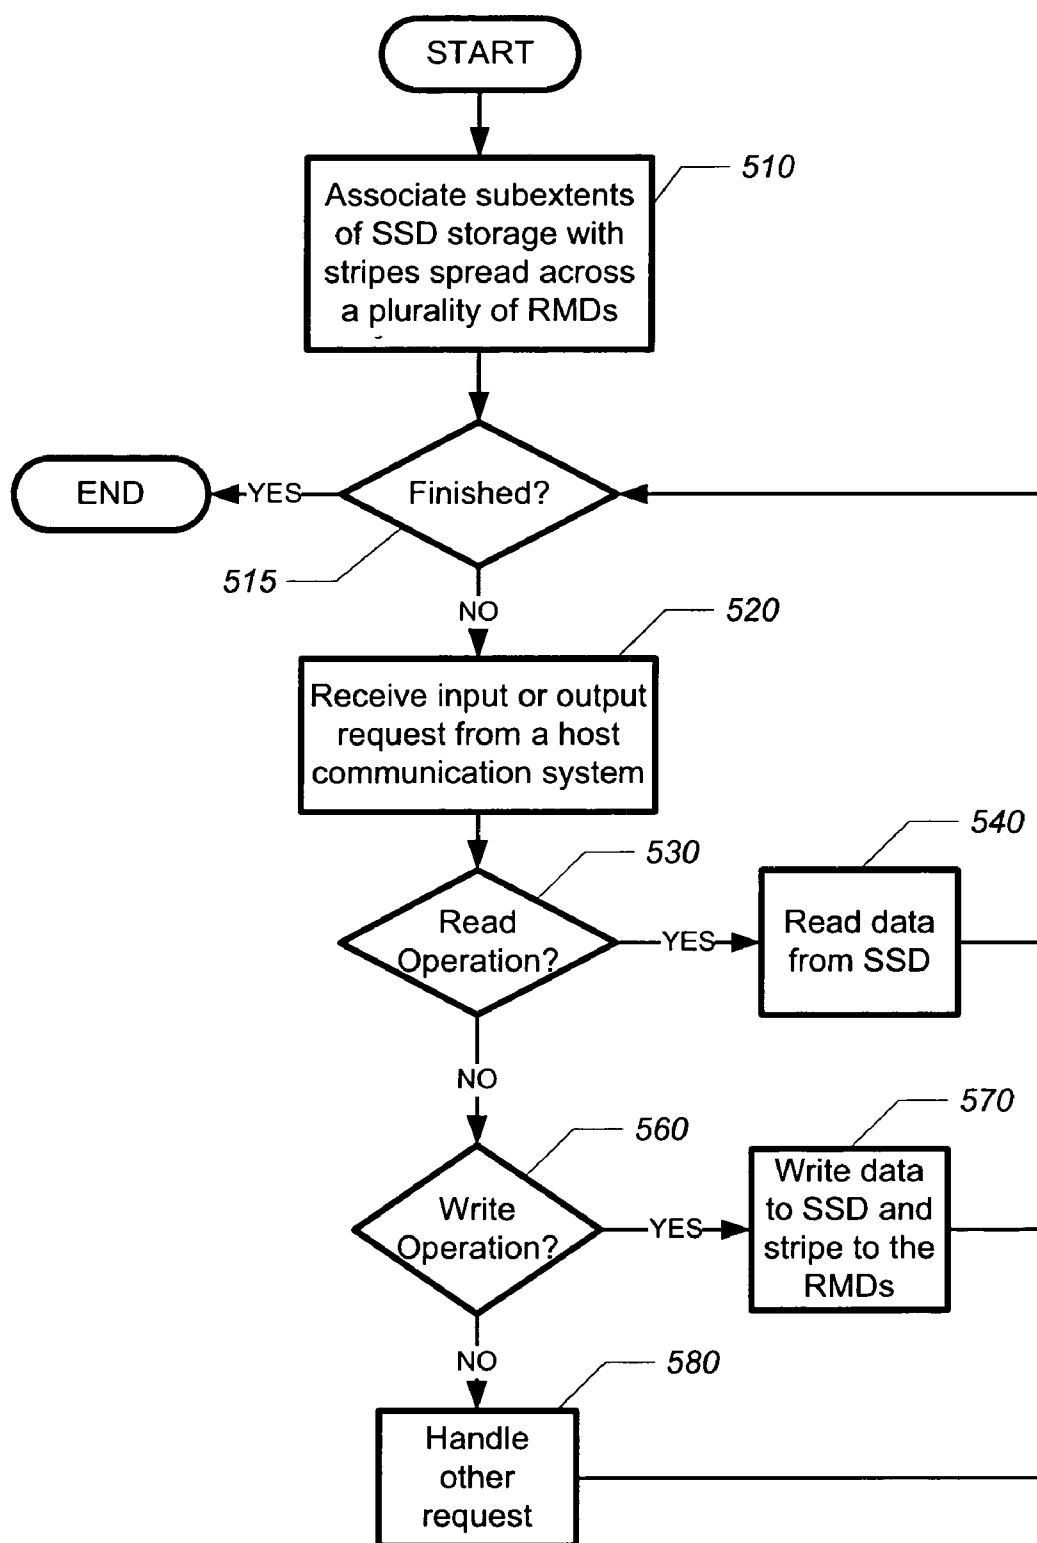 START
510
Associate subextents
of SSD storage with
stripes spread across
a plurality of RMDs
END
YES
Finished?
515
NO
520
Receive input or output
request from a host
communication system
530
540
Read
Operation?
YES
Read data
from SSD
NO
560
570
Write
Operation?
YES
Write data
to SSD and
stripe to the
RMDs
NO
580
Handle
other
request